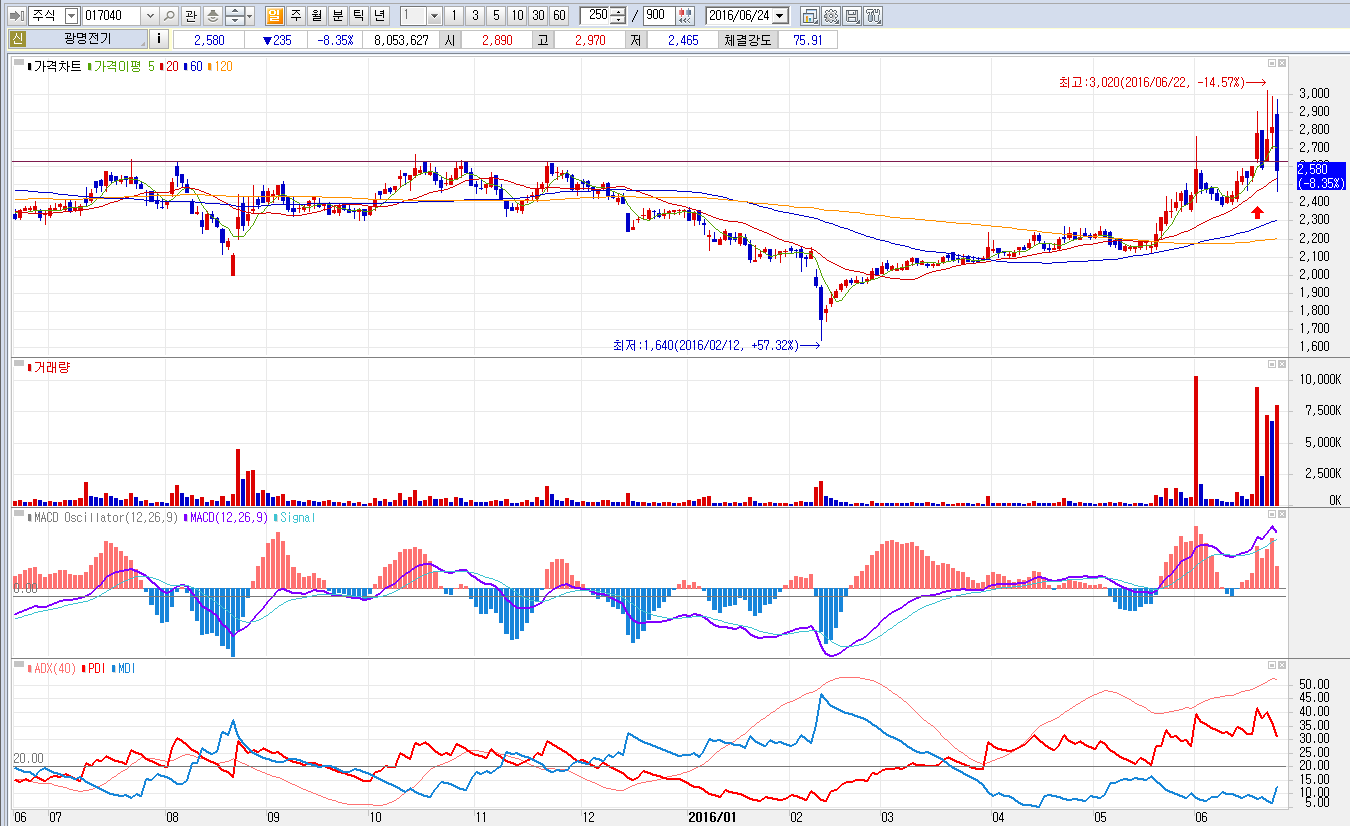 주식 017040 관 일 주 월 분 틱 년 1 1 3 5 10 30 60 250 / 900 2016/06/24
신 광명전기 i 2,580 ▼235 -8.35% 8,053,627 시 2,890 고 2,970 저 2,465 체결강도 75.91
가격차트 가격이평 5 20 60 120
최고:3,020(2016/06/22, -14.57%)
3,000
2,900
2,800
2,700
2,580
(-8.35%)
2,400
2,300
2,200
2,100
2,000
1,900
1,800
1,700
1,600
최저:1,640(2016/02/12, +57.32%)
거래량
10,000K
7,500K
5,000K
2,500K
0K
MACD Oscillator(12,26,9) MACD(12,26,9) Signal
0.00
ADX(40) PDI MDI
50.00
45.00
40.00
35.00
30.00
25.00
20.00 20.00
15.00
10.00
5.00
06 07 08 09 10 11 12 2016/01 02 03 04 05 06